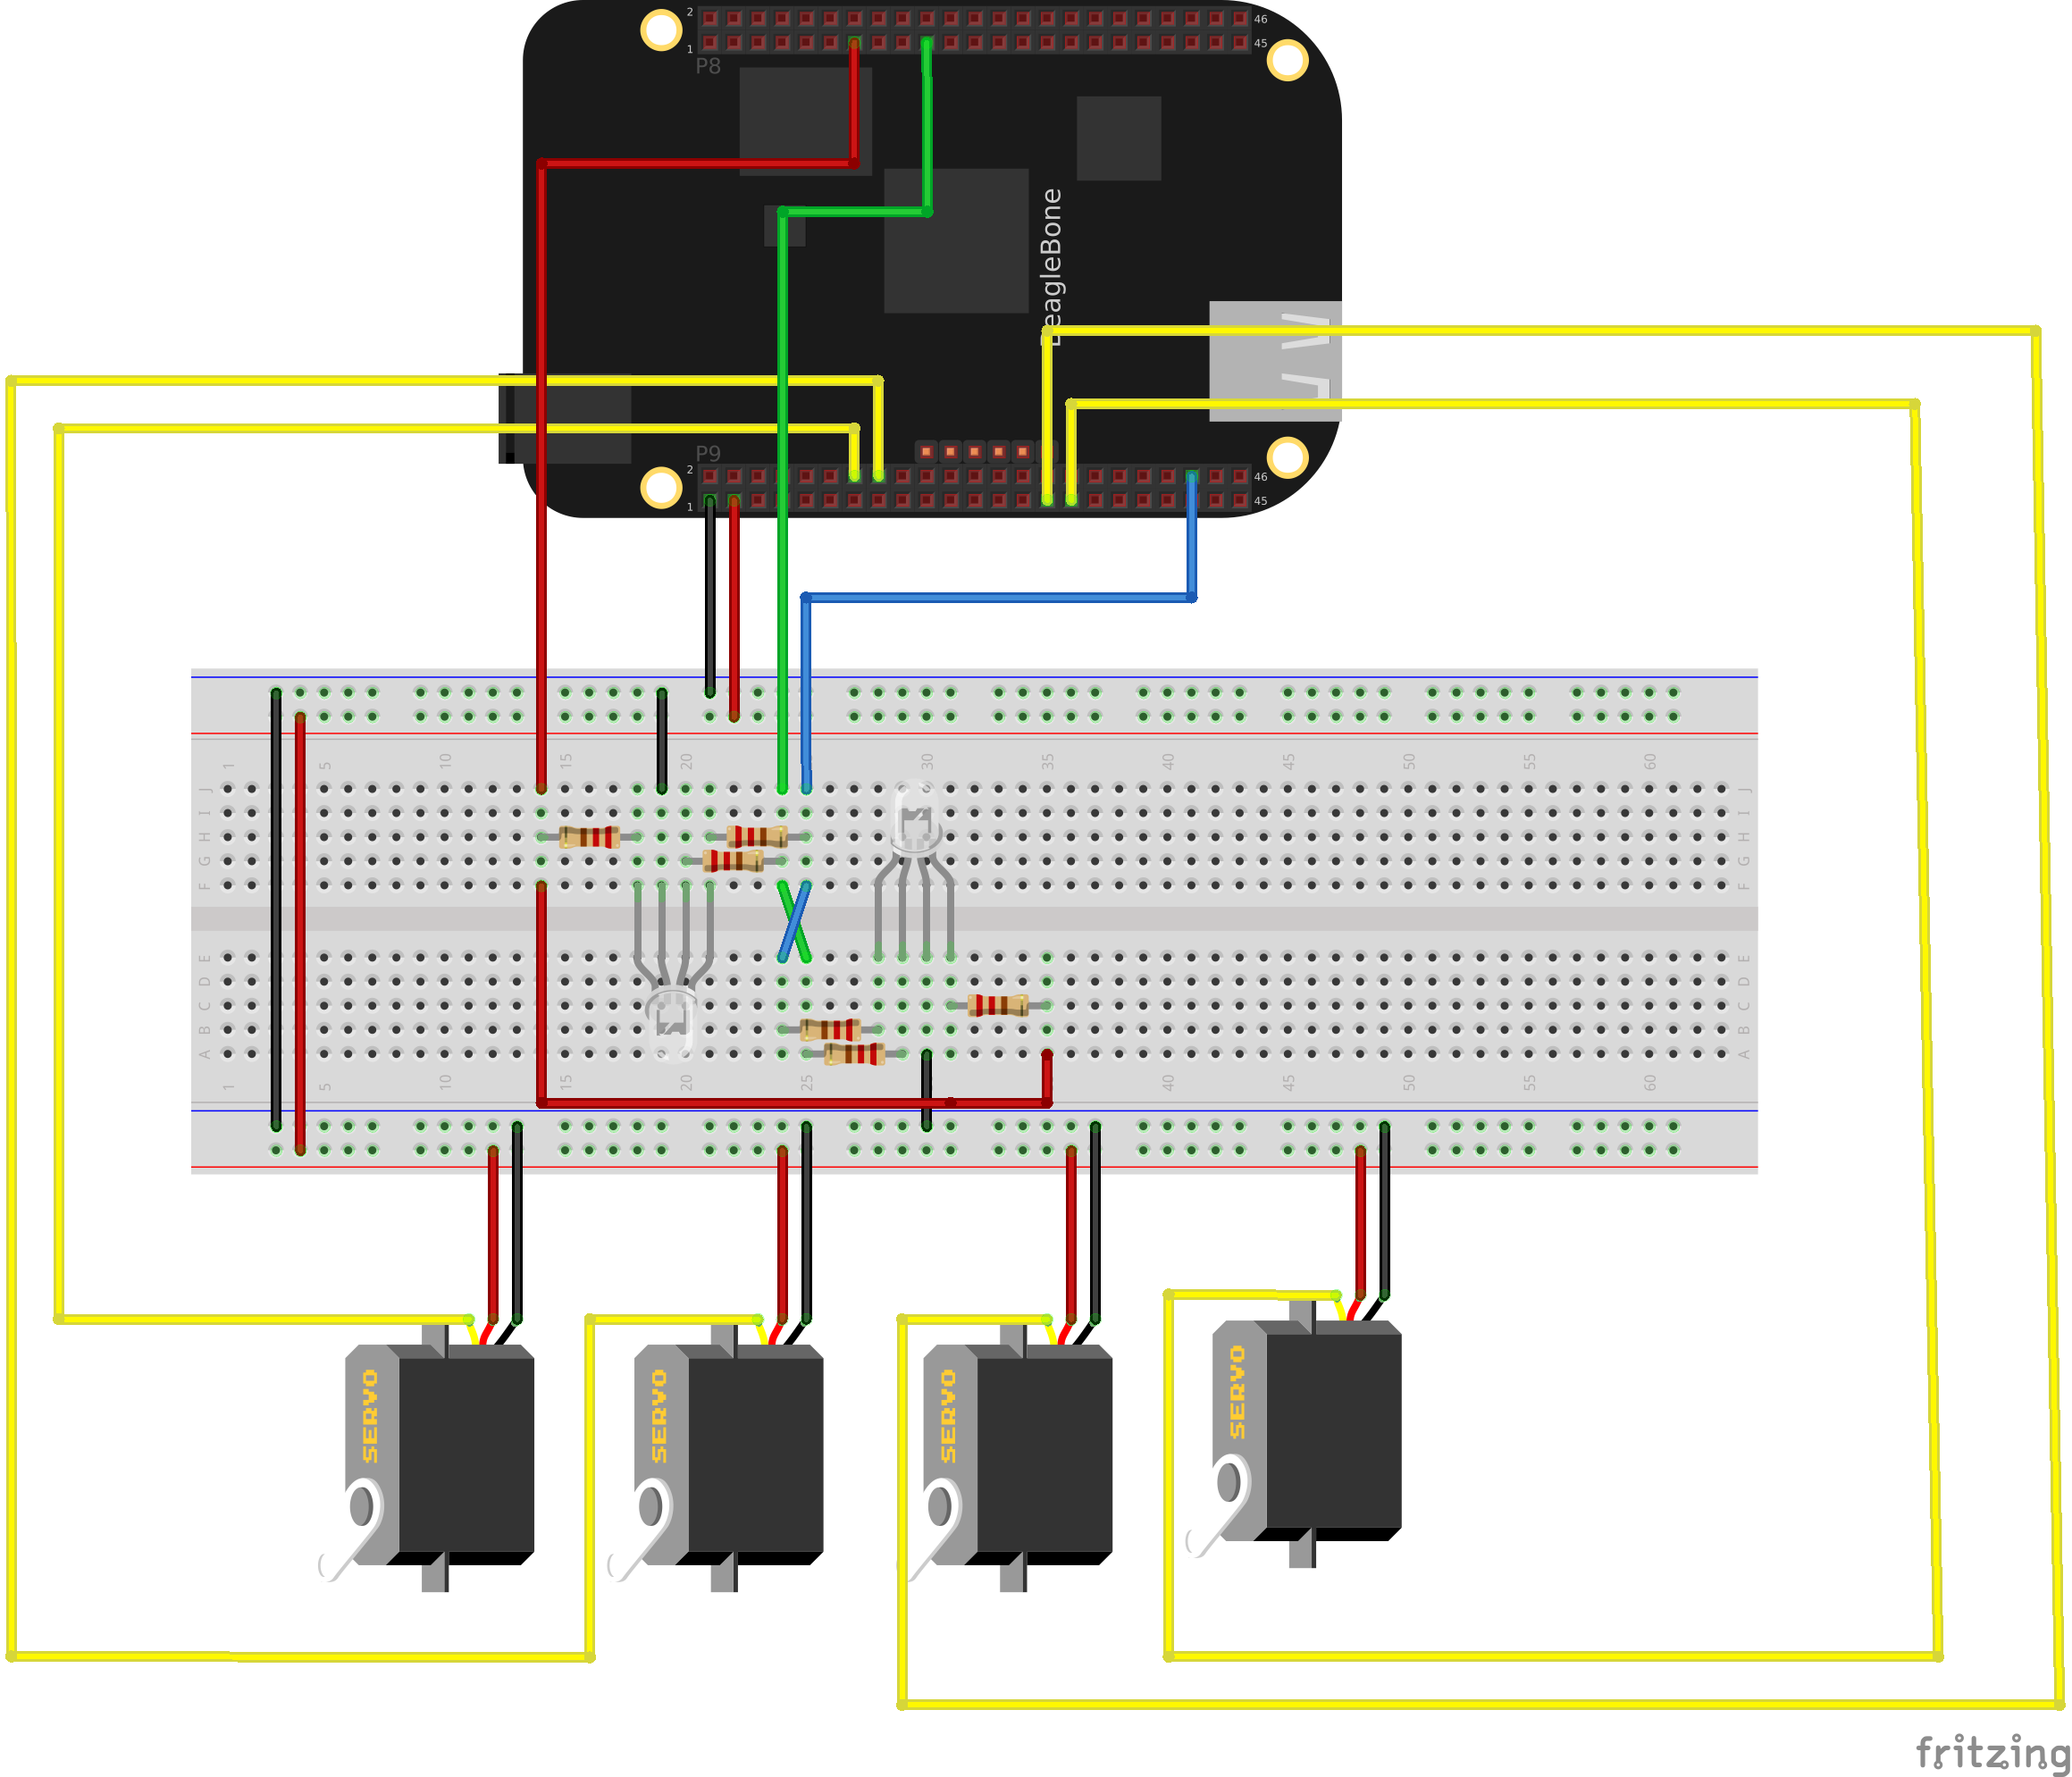 2 46
1 45
P8
BeagleBone
P9
2 46
1 45
1 5 10 15 20 30 35 40 45 50 55 60
J J
I I
H H
G G
F F
E E
D D
C C
B B
A A
1 5 10 15 20 25 35 40 45 50 55 60
SERVO SERVO SERVO SERVO
fritzing